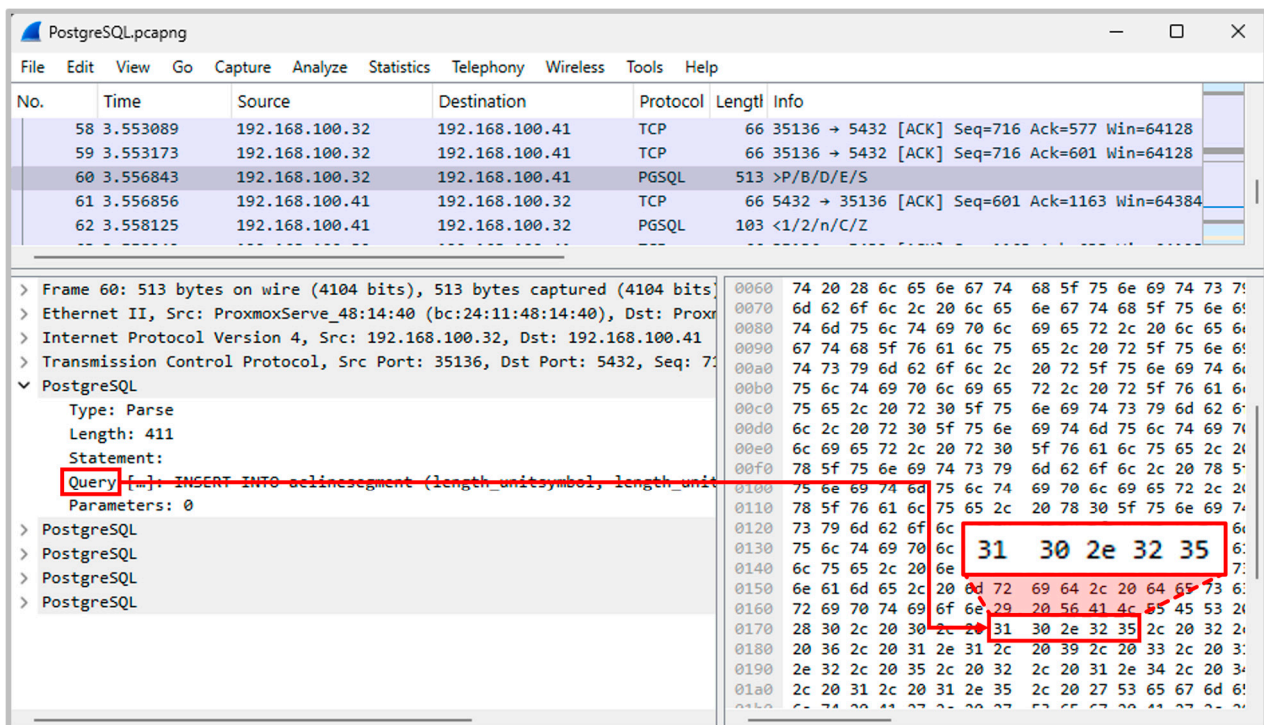 PostgreSQL.pcapng
File Edit View Go Capture Analyze Statistics Telephony Wireless Tools Help
No. Time Source Destination Protocol Lengtl Info
58 3.553089 192.168.100.32 192.168.100.41 TCP 66 35136 → 5432 [ACK] Seq=716 Ack=577 Win=64128
59 3.553173 192.168.100.32 192.168.100.41 TCP 66 35136 → 5432 [ACK] Seq=716 Ack=601 Win=64128
60 3.556843 192.168.100.32 192.168.100.41 PGSQL 513 >P/B/D/E/S
61 3.556856 192.168.100.41 192.168.100.32 TCP 66 5432 → 35136 [ACK] Seq=601 Ack=1163 Win=64384
62 3.558125 192.168.100.41 192.168.100.32 PGSQL 103 <1/2/n/C/Z
> Frame 60: 513 bytes on wire (4104 bits), 513 bytes captured (4104 bits)
> Ethernet II, Src: ProxmoxServe_48:14:40 (bc:24:11:48:14:40), Dst: Proxm
> Internet Protocol Version 4, Src: 192.168.100.32, Dst: 192.168.100.41
> Transmission Control Protocol, Src Port: 35136, Dst Port: 5432, Seq: 71
PostgreSQL
Type: Parse
Length: 411
Statement:
Query […]: INSERT INTO aclinesegment (length_unitsymbol, length_unit
Parameters: 0
> PostgreSQL
> PostgreSQL
> PostgreSQL
> PostgreSQL
0060 74 20 28 6c 65 6e 67 74 68 5f 75 6e 69 74 73 79
0070 6d 62 6f 6c 2c 20 6c 65 6e 67 74 68 5f 75 6e 69
0080 74 6d 75 6c 74 69 70 6c 69 65 72 2c 20 6c 65 6e
0090 67 74 68 5f 76 61 6c 75 65 2c 20 72 5f 75 6e 69
00a0 74 73 79 6d 62 6f 6c 2c 20 72 5f 75 6e 69 74 6d
00b0 75 6c 74 69 70 6c 69 65 72 2c 20 72 5f 76 61 6c
00c0 75 65 2c 20 72 30 5f 75 6e 69 74 73 79 6d 62 6f
00d0 6c 2c 20 72 30 5f 75 6e 69 74 6d 75 6c 74 69 70
00e0 6c 69 65 72 2c 20 72 30 5f 76 61 6c 75 65 2c 20
00f0 78 5f 75 6e 69 74 73 79 6d 62 6f 6c 2c 20 78 5f
0100 75 6e 69 74 6d 75 6c 74 69 70 6c 69 65 72 2c 20
0110 78 5f 76 61 6c 75 65 2c 20 78 30 5f 75 6e 69 74
0120 73 79 6d 62 6f 6c
0130 75 6c 74 69 70 6c
31 30 2e 32 35
0140 6c 75 65 2c 20 6e
0150 6e 61 6d 65 2c 20 6d 72 69 64 2c 20 64 65 73 63
0160 72 69 70 74 69 6f 6e 29 20 56 41 4c 55 45 53 20
0170 28 30 2c 20 30 2c 20 31 30 2e 32 35 2c 20 32 2c
0180 20 36 2c 20 31 2e 31 2c 20 39 2c 20 33 2c 20 31
0190 2e 32 2c 20 35 2c 20 32 2c 20 31 2e 34 2c 20 34
01a0 2c 20 31 2c 20 31 2e 35 2c 20 27 53 65 67 6d 65